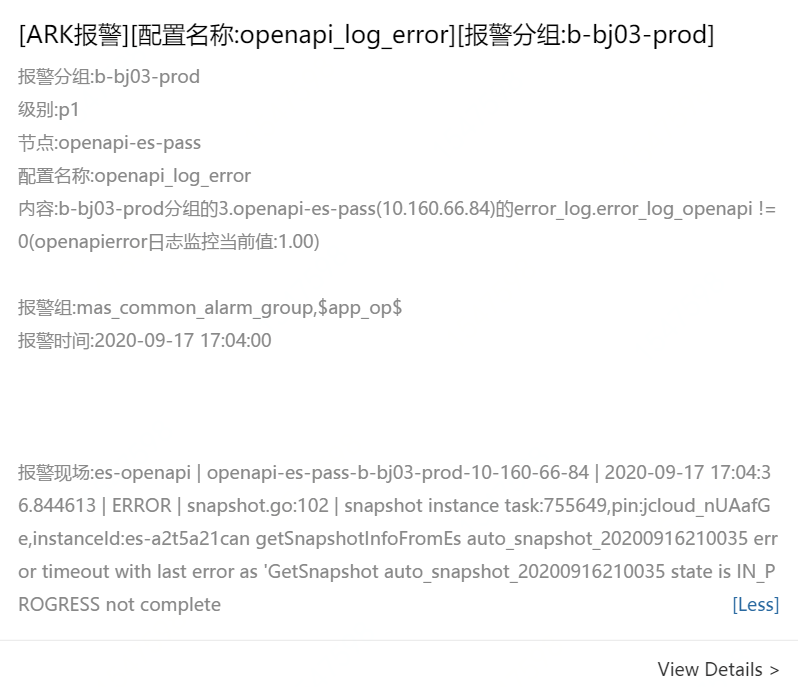 [ARK报警][配置名称:openapi_log_error][报警分组:b-bj03-prod]
报警分组:b-bj03-prod
级别:p1
节点:openapi-es-pass
配置名称:openapi_log_error
内容:b-bj03-prod分组的3.openapi-es-pass(10.160.66.84)的error_log.error_log_openapi !=
0(openapierror日志监控当前值:1.00)
报警组:mas_common_alarm_group,$app_op$
报警时间:2020-09-17 17:04:00
报警现场:es-openapi | openapi-es-pass-b-bj03-prod-10-160-66-84 | 2020-09-17 17:04:3
6.844613 | ERROR | snapshot.go:102 | snapshot instance task:755649,pin:jcloud_nUAafG
e,instanceId:es-a2t5a21can getSnapshotInfoFromEs auto_snapshot_20200916210035 err
or timeout with last error as 'GetSnapshot auto_snapshot_20200916210035 state is IN_P
ROGRESS not complete [Less]
View Details >